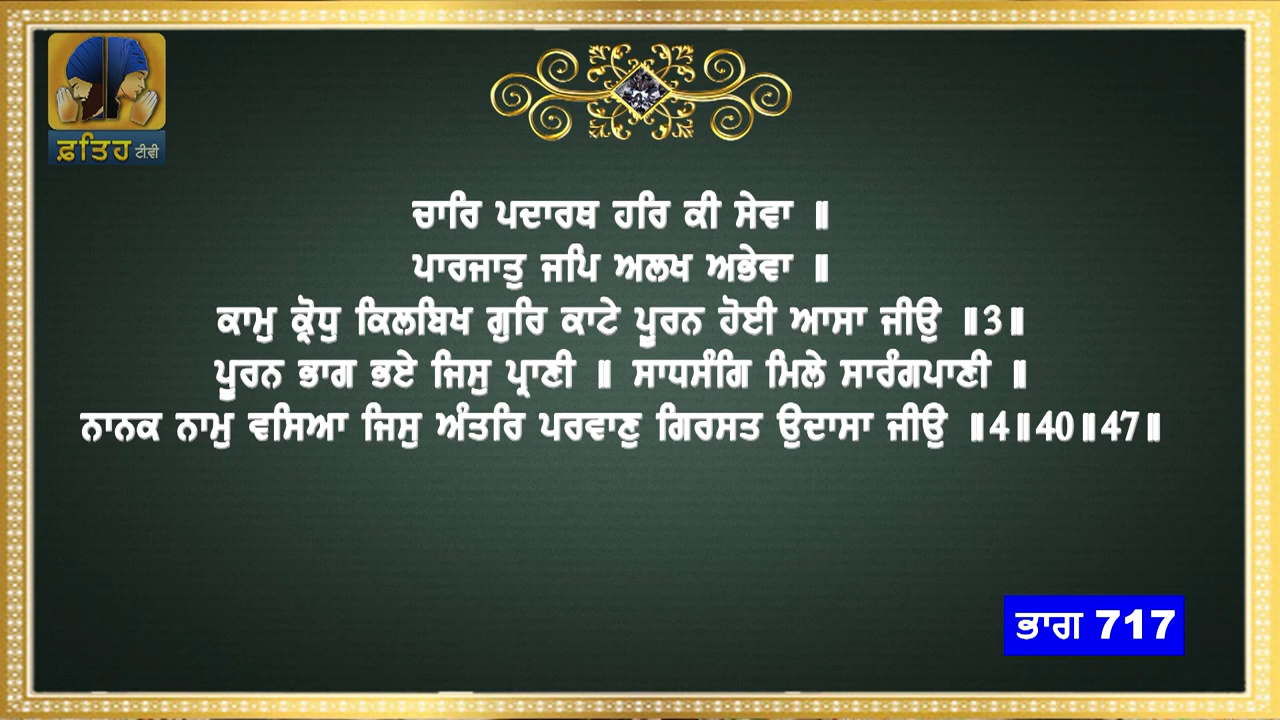 ਫ਼ਤਿਹ ਟੀ.ਵੀ
ਚਾਰਿ ਪਦਾਰਥ ਹਰਿ ਕੀ ਸੇਵਾ ॥
ਪਾਰਜਾਤੁ ਜਪਿ ਅਲਖ ਅਭੇਵਾ ॥
ਕਾਮੁ ਕ੍ਰੋਧੁ ਕਿਲਬਿਖ ਗੁਰਿ ਕਾਟੇ ਪੂਰਨ ਹੋਈ ਆਸਾ ਜੀਉ ॥3॥
ਪੂਰਨ ਭਾਗ ਭਏ ਜਿਸੁ ਪ੍ਰਾਣੀ ॥ ਸਾਧਸੰਗਿ ਮਿਲੇ ਸਾਰੰਗਪਾਣੀ ॥
ਨਾਨਕ ਨਾਮੁ ਵਸਿਆ ਜਿਸੁ ਅੰਤਰਿ ਪਰਵਾਣੁ ਗਿਰਸਤ ਉਦਾਸਾ ਜੀਉ ॥4॥40॥47॥
ਭਾਗ 717